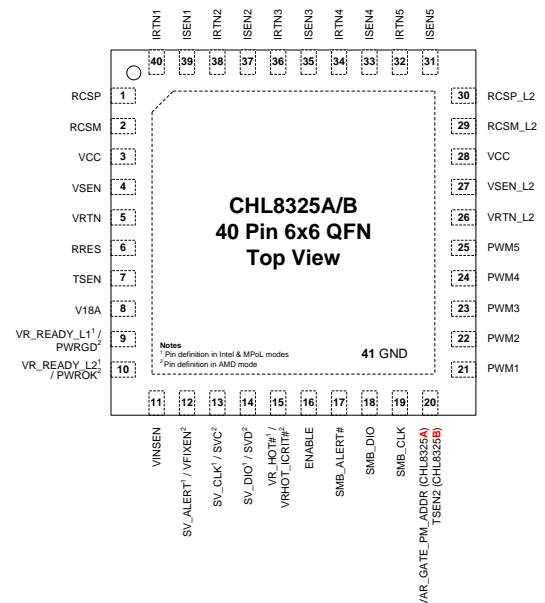 IRTN1
ISEN1
IRTN2
ISEN2
IRTN3
ISEN3
IRTN4
ISEN4
IRTN5
ISEN5
40
39
38
37
36
35
34
33
32
31
RCSP 1
RCSM 2
VCC 3
VSEN 4
VRTN 5
RRES 6
TSEN 7
V18A 8
VR_READY_L1¹ /
PWRGD² 9
VR_READY_L2¹
/ PWROK² 10
30 RCSP_L2
29 RCSM_L2
28 VCC
27 VSEN_L2
26 VRTN_L2
25 PWM5
24 PWM4
23 PWM3
22 PWM2
21 PWM1
CHL8325A/B
40 Pin 6x6 QFN
Top View
Notes
¹ Pin definition in Intel & MPoL modes
² Pin definition in AMD mode
41 GND
11
12
13
14
15
16
17
18
19
20
VINSEN
SV_ALERT¹ / VFIXEN²
SV_CLK¹ / SVC²
SV_DIO¹ / SVD²
VR_HOT#¹ /
VRHOT_ICRIT#²
ENABLE
SMB_ALERT#
SMB_DIO
SMB_CLK
/AR_GATE_PM_ADDR (CHL8325A)
TSEN2 (CHL8325B)